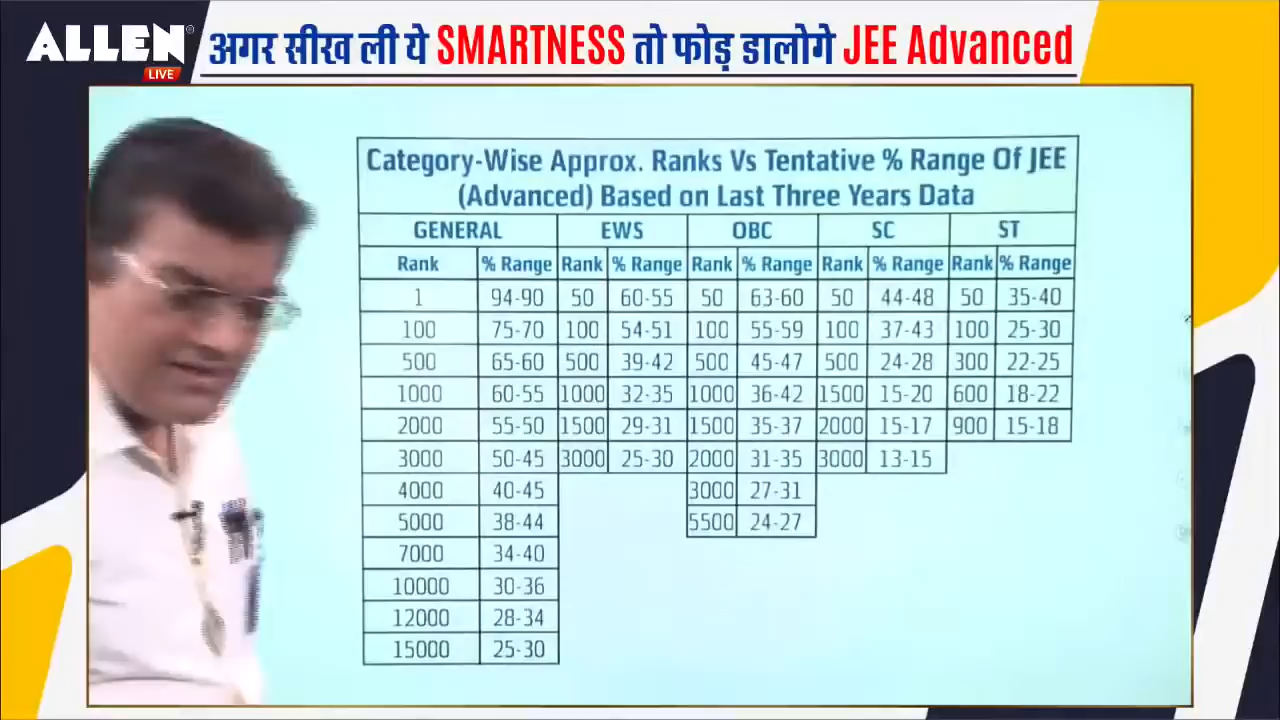 ALLEN®
LIVE
अगर सीख ली ये SMARTNESS तो फोड़ डालोगे JEE Advanced
Category-Wise Approx. Ranks Vs Tentative % Range Of JEE
(Advanced) Based on Last Three Years Data
GENERAL EWS OBC SC ST
Rank % Range Rank % Range Rank % Range Rank % Range Rank % Range
1 94-90 50 60-55 50 63-60 50 44-48 50 35-40
100 75-70 100 54-51 100 55-59 100 37-43 100 25-30
500 65-60 500 39-42 500 45-47 500 24-28 300 22-25
1000 60-55 1000 32-35 1000 36-42 1500 15-20 600 18-22
2000 55-50 1500 29-31 1500 35-37 2000 15-17 900 15-18
3000 50-45 3000 25-30 2000 31-35 3000 13-15
4000 40-45 3000 27-31
5000 38-44 5500 24-27
7000 34-40
10000 30-36
12000 28-34
15000 25-30